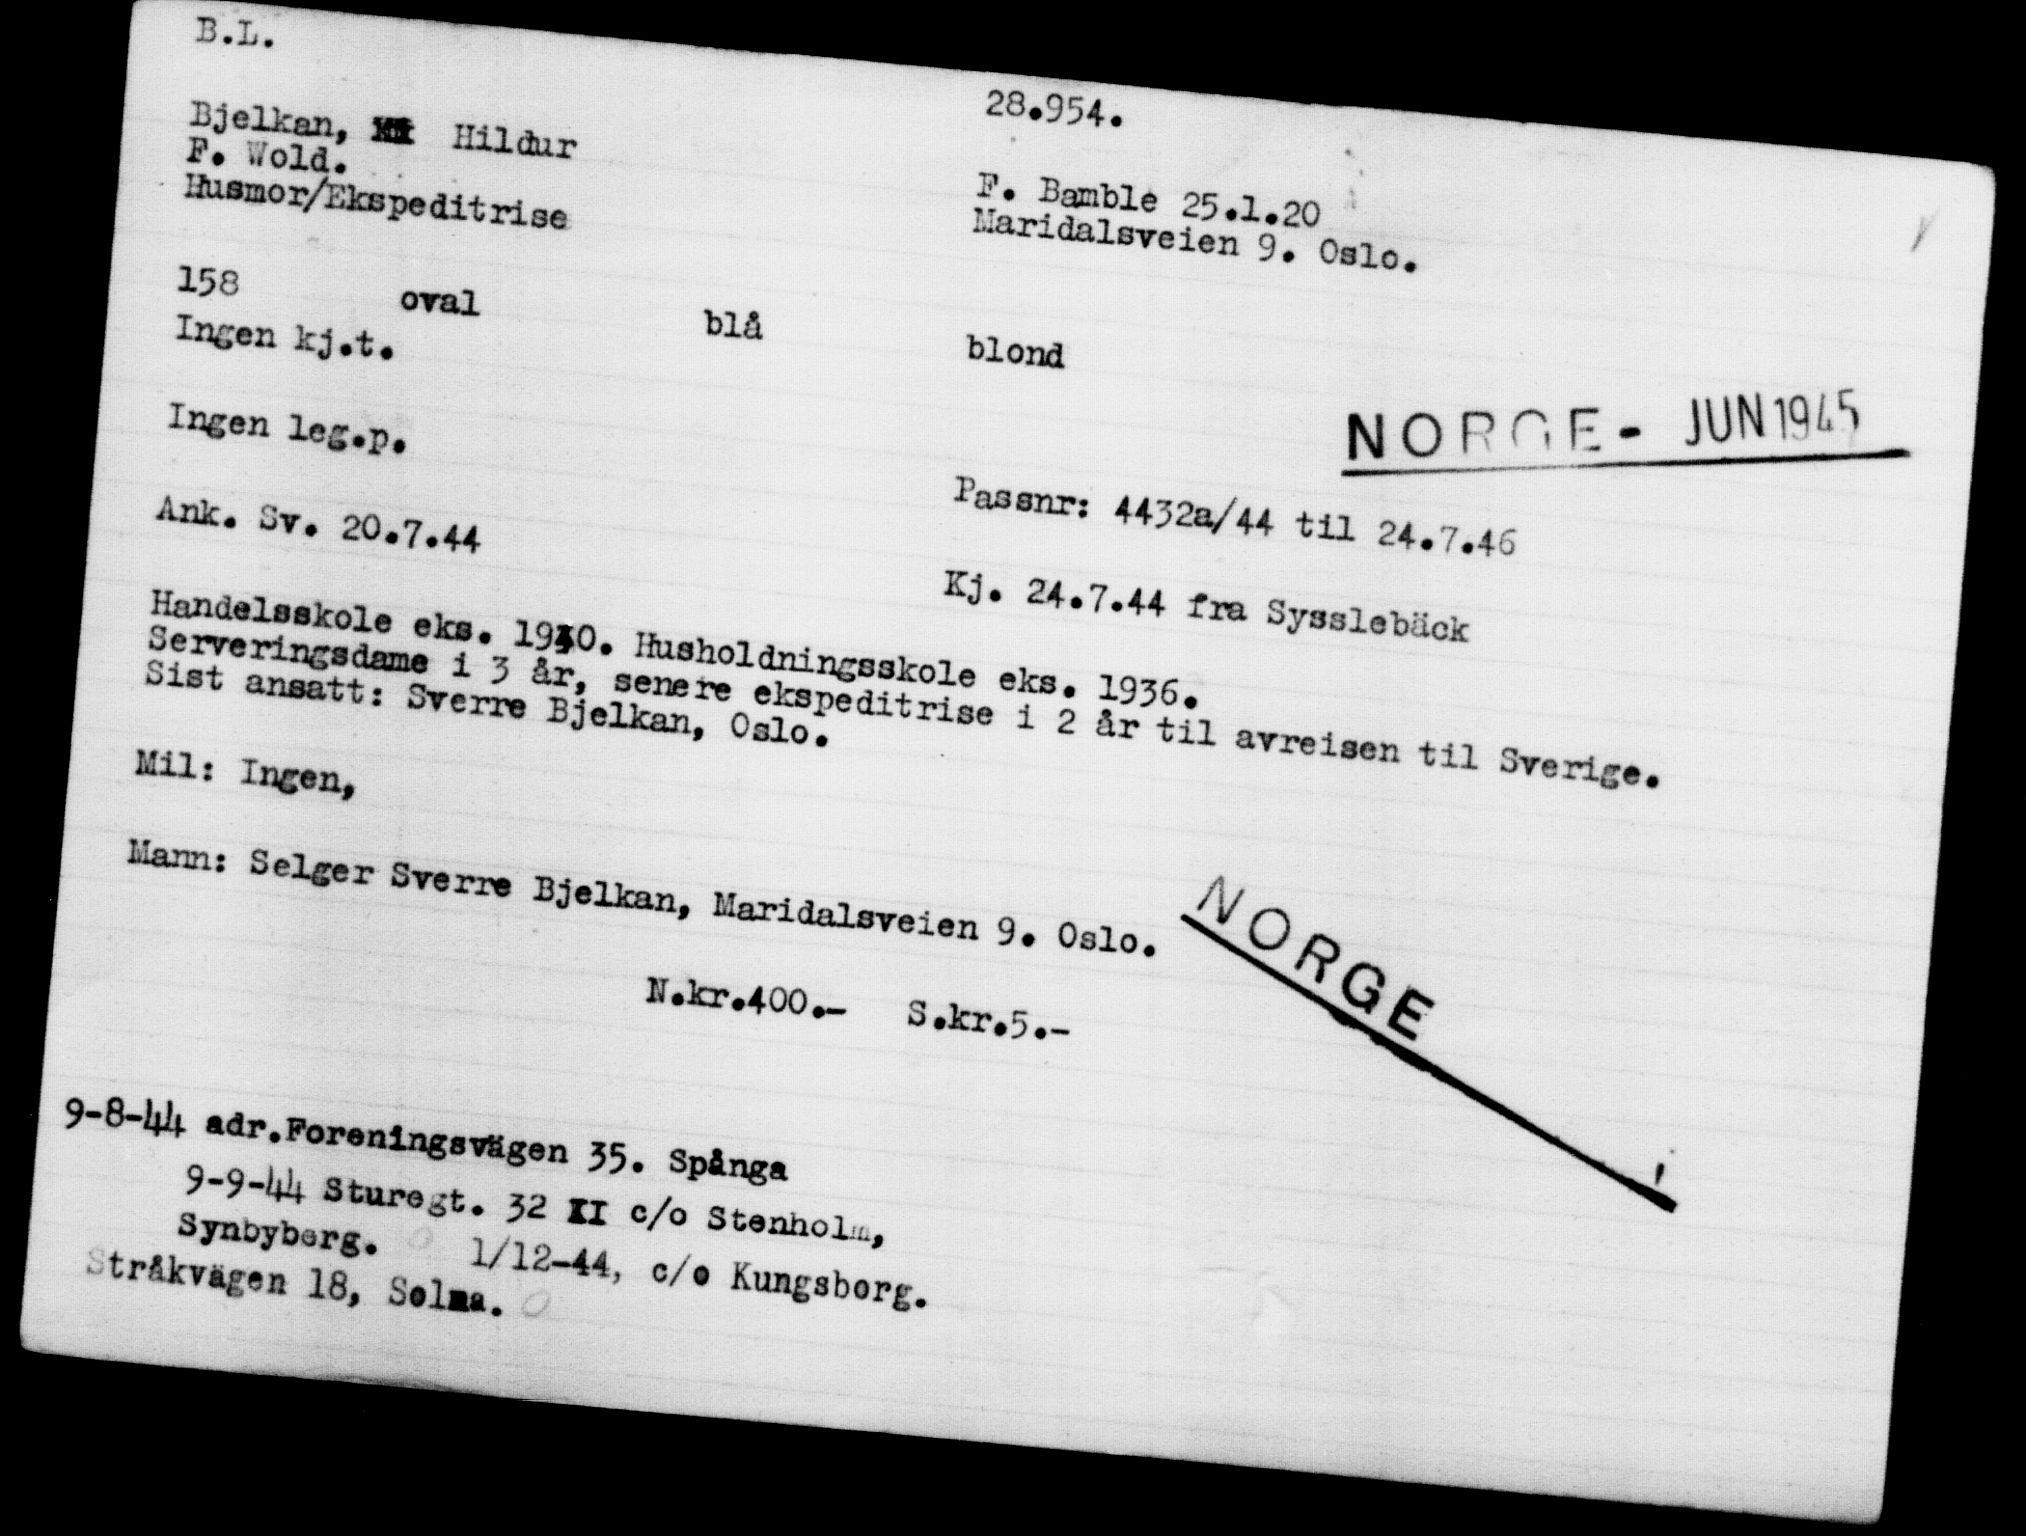 B.L.
28.954.
Bjelkan, Hildur
F. Wold.
Husmor/Ekspeditrise
F. Bamble 25.1.20
Maridalsveien 9. Oslo.
158 oval blå blond
Ingen kj.t.
NORGE - JUN 1945
Ingen leg.p.
Passnr: 4432a/44 til 24.7.46
Ank. Sv. 20.7.44
Kj. 24.7.44 fra Sysslebäck
Handelsskole eks. 1940. Husholdningsskole eks. 1936.
Serveringsdame i 3 år, senere ekspeditrise i 2 år til avreisen til Sverige.
Sist ansatt: Sverre Bjelkan, Oslo.
Mil: Ingen,
Mann: Selger Sverre Bjelkan, Maridalsveien 9. Oslo.
NORGE
N.kr.400.- S.kr.5.-
9-8-44 adr.Foreningsvägen 35. Spånga
9-9-44 Sturegt. 32 II c/o Stenholm,
Synbyberg. 1/12-44, c/o Kungsborg.
Stråkvägen 18, Solna.